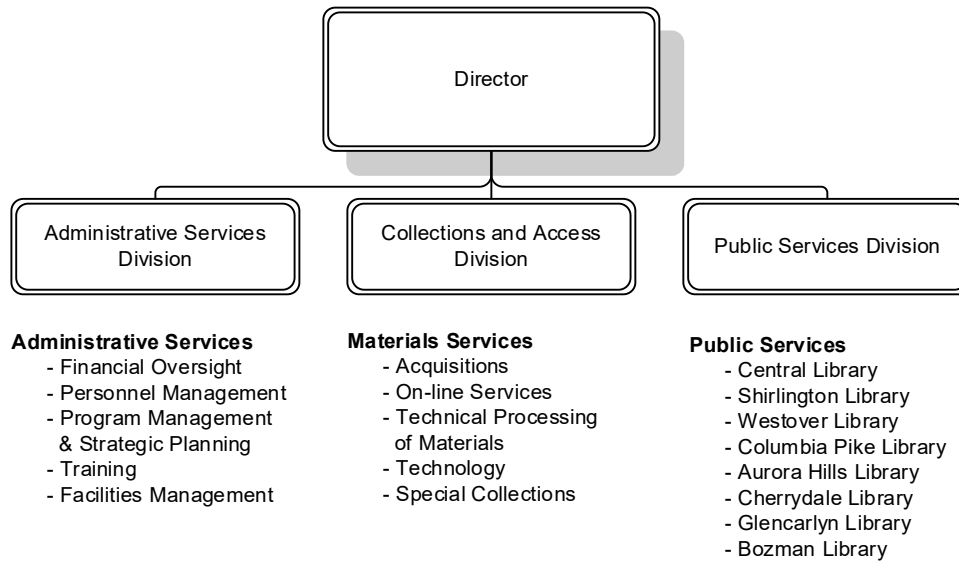 Director
Administrative Services
Division
Collections and Access
Division
Public Services Division
Administrative Services
- Financial Oversight
- Personnel Management
- Program Management
& Strategic Planning
- Training
- Facilities Management
Materials Services
- Acquisitions
- On-line Services
- Technical Processing
of Materials
- Technology
- Special Collections
Public Services
- Central Library
- Shirlington Library
- Westover Library
- Columbia Pike Library
- Aurora Hills Library
- Cherrydale Library
- Glencarlyn Library
- Bozman Library